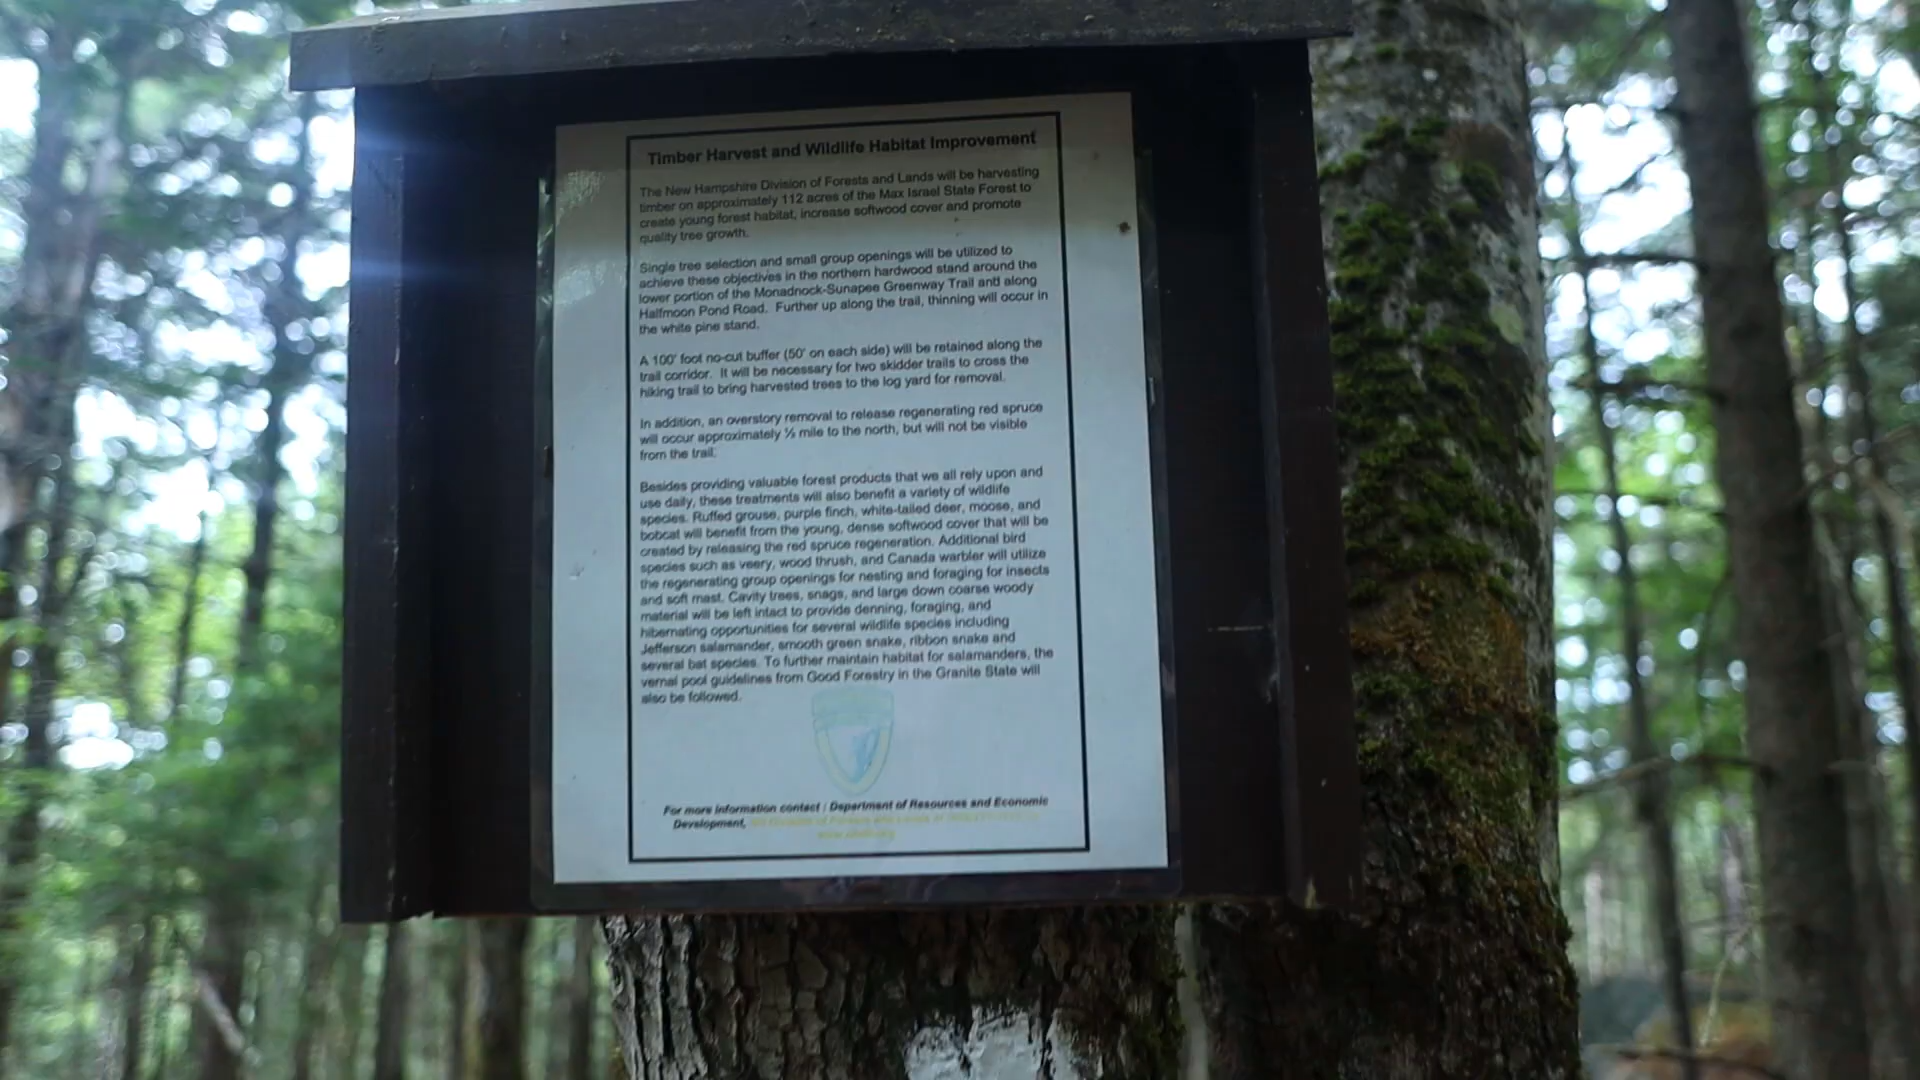 Timber Harvest and Wildlife Habitat Improvement
The New Hampshire Division of Forests and Lands will be harvesting
timber on approximately 112 acres of the Max Israel State Forest to
create young forest habitat, increase softwood cover and promote
quality tree growth.
Single tree selection and small group openings will be utilized to
achieve these objectives in the northern hardwood stand around the
lower portion of the Monadnock-Sunapee Greenway Trail and along
Halfmoon Pond Road. Further up along the trail, thinning will occur in
the white pine stand.
A 100' foot no-cut buffer (50' on each side) will be retained along the
trail corridor. It will be necessary for two skidder trails to cross the
hiking trail to bring harvested trees to the log yard for removal.
In addition, an overstory removal to release regenerating red spruce
will occur approximately mile to the north, but will not be visible
from the trail.
Besides providing valuable forest products that we all rely upon and
use daily, these treatments will also benefit a variety of wildlife
species. Ruffed grouse, purple finch, white-tailed deer, moose, and
bobcat will benefit from the young, dense softwood cover that will be
created by releasing the red spruce regeneration. Additional bird
species such as veery, wood thrush, and Canada warbler will utilize
the regenerating group openings for nesting and foraging for insects
and soft mast. Cavity trees, snags, and large down coarse woody
material will be left intact to provide denning, foraging, and
hibernating opportunities for several wildlife species including
Jefferson salamander, smooth green snake, ribbon snake and
several bat species. To further maintain habitat for salamanders, the
vernal pool guidelines from Good Forestry in the Granite State will
also be followed.
For more information contact : Department of Resources and Economic
Development,